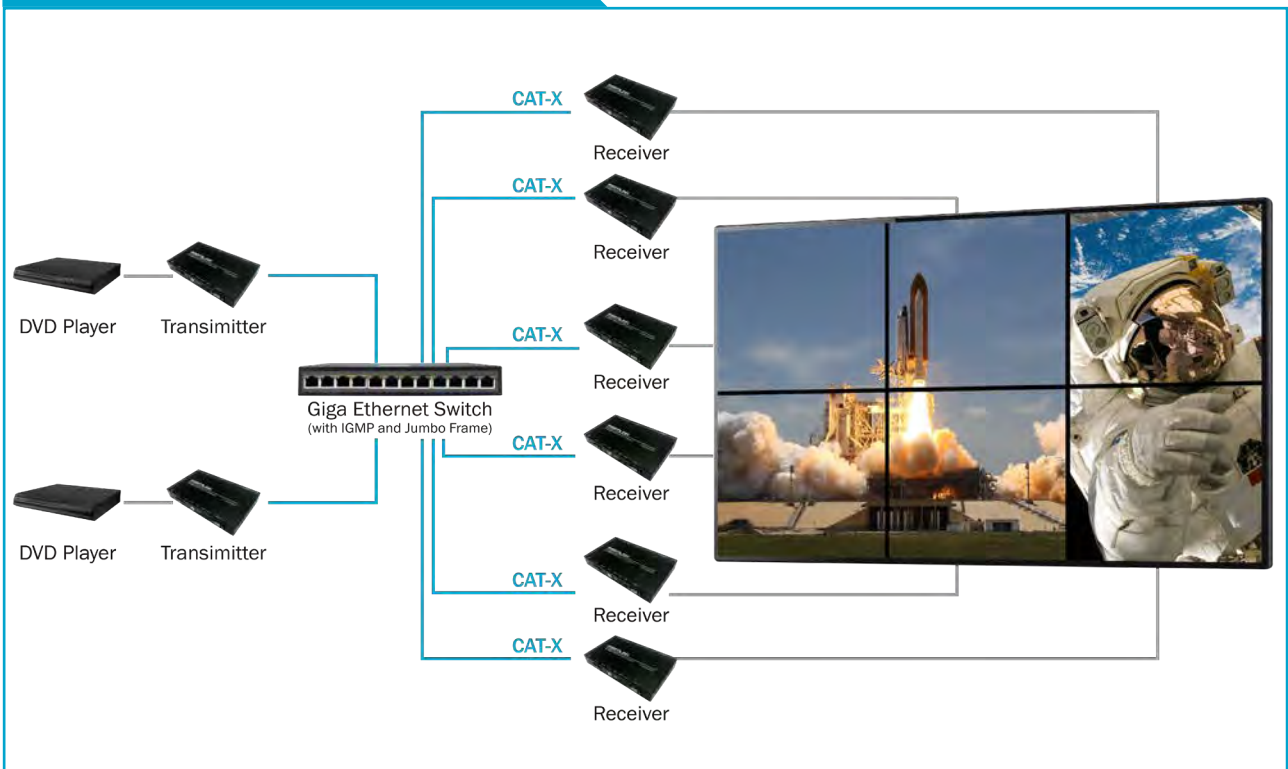 CAT-X
Receiver
CAT-X
Receiver
DVD Player
Transimitter
CAT-X
Receiver
Giga Ethernet Switch
(with IGMP and Jumbo Frame)
CAT-X
Receiver
DVD Player
Transimitter
CAT-X
Receiver
CAT-X
Receiver